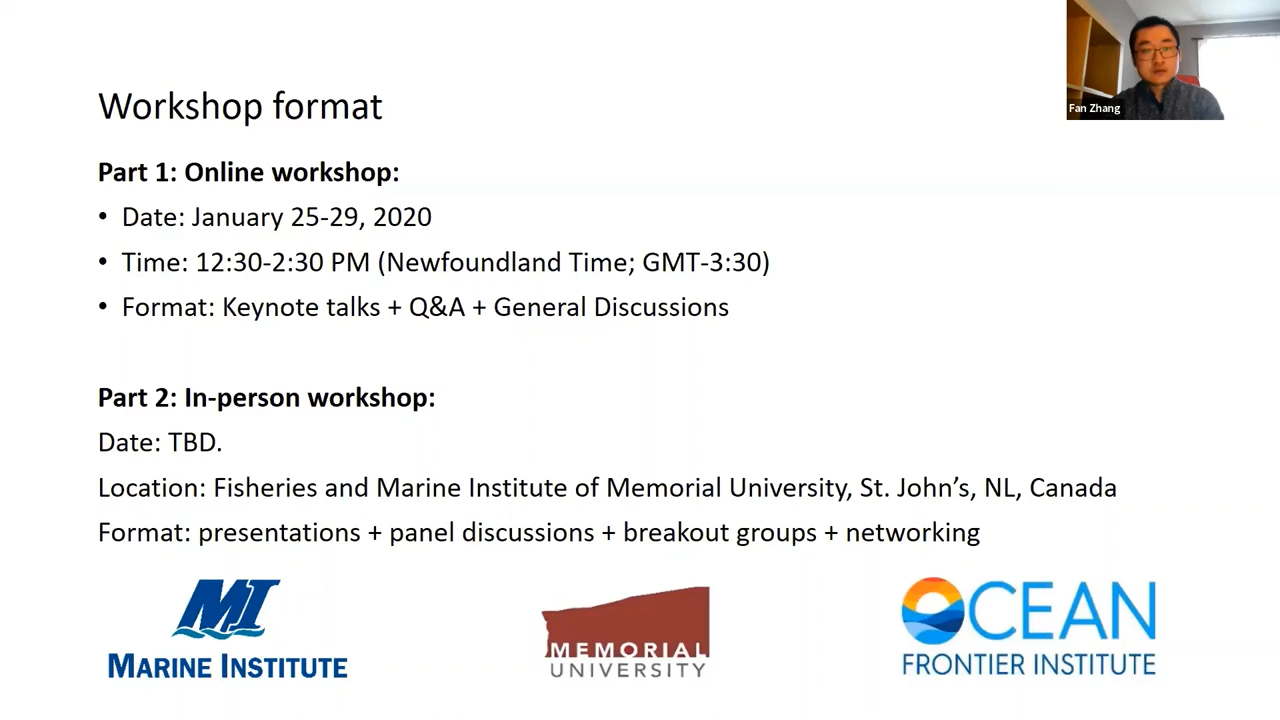 Fan Zhang
Workshop format
Part 1: Online workshop:
• Date: January 25-29, 2020
• Time: 12:30-2:30 PM (Newfoundland Time; GMT-3:30)
• Format: Keynote talks + Q&A + General Discussions
Part 2: In-person workshop:
Date: TBD.
Location: Fisheries and Marine Institute of Memorial University, St. John’s, NL, Canada
Format: presentations + panel discussions + breakout groups + networking
MI
MARINE INSTITUTE
MEMORIAL
UNIVERSITY
OCEAN
FRONTIER INSTITUTE